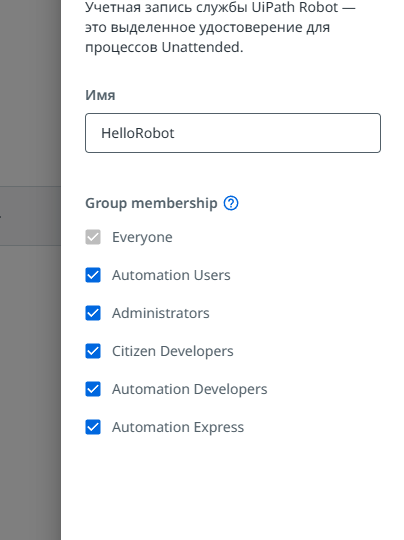 Учетная запись службы UiPath Robot —
это выделенное удостоверение для
процессов Unattended.
Имя
HelloRobot
Group membership
Everyone
Automation Users
Administrators
Citizen Developers
Automation Developers
Automation Express